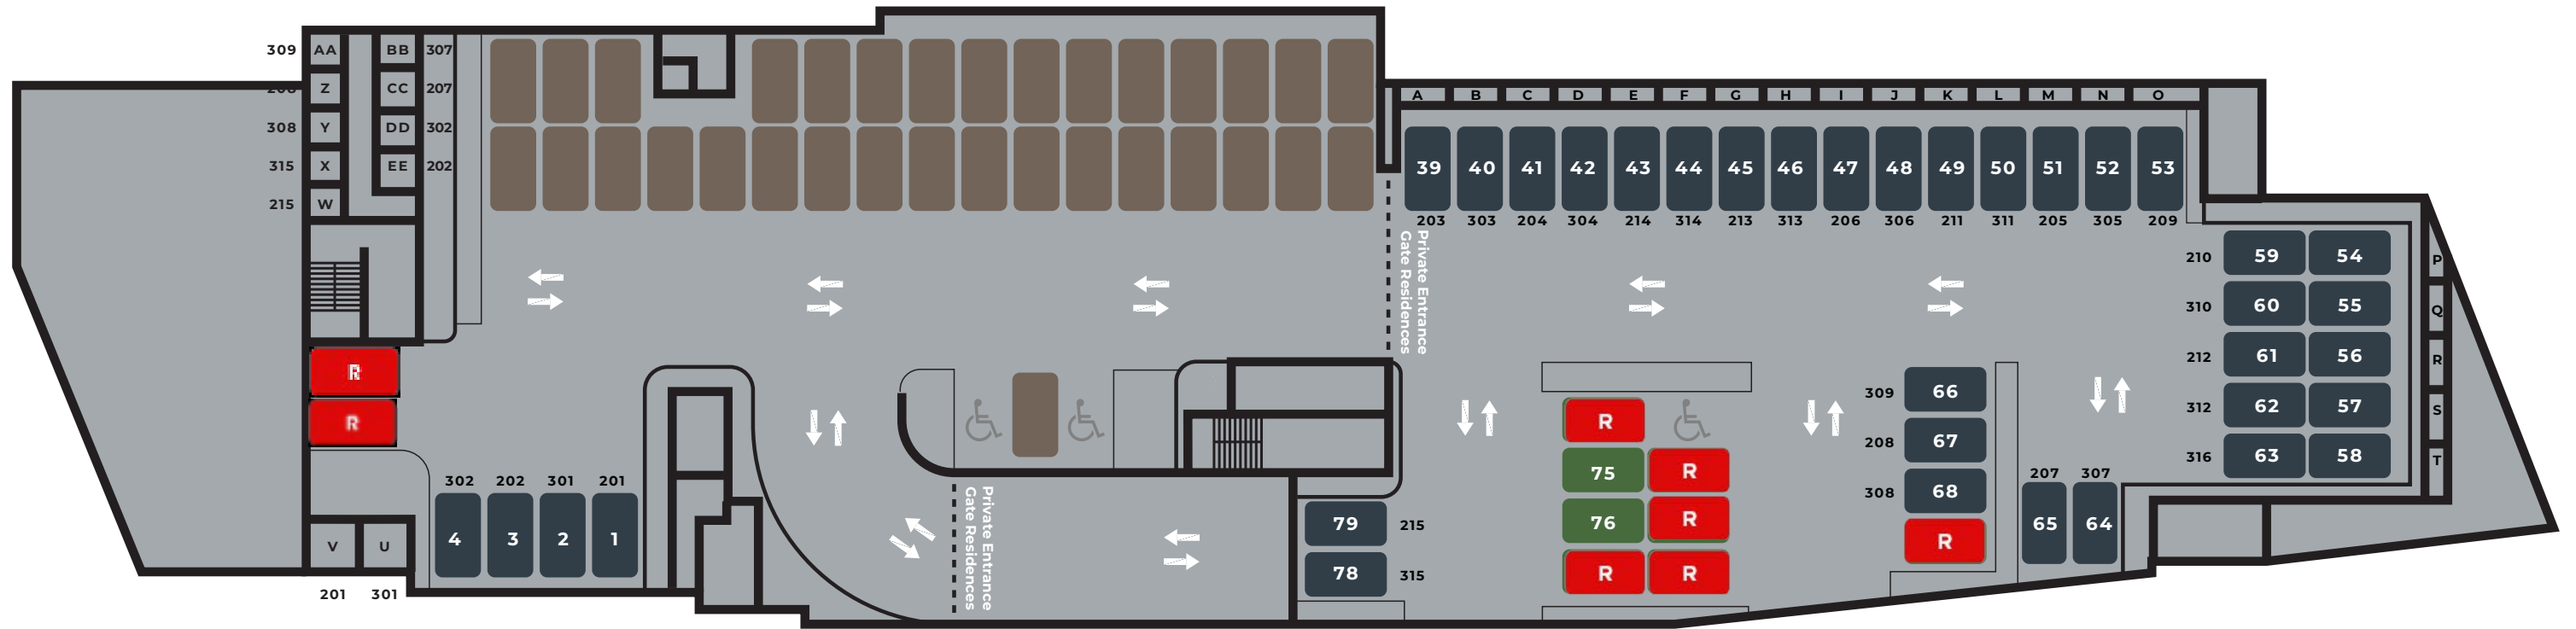 309 AA BB 307
208 Z CC 207
308 Y DD 302
315 X EE 202
215 W
A B C D E F G H I J K L M N O
39 40 41 42 43 44 45 46 47 48 49 50 51 52 53
203 303 204 304 214 314 213 313 206 306 211 311 205 305 209
Private Entrance
Gate Residences
210 59 54 P
310 60 55 Q
212 61 56 R
312 62 57 S
316 63 58 T
R
R
309 66
208 67
308 68
R
207 307
65 64
R
75 R
76 R
R R
302 202 301 201
4 3 2 1
V U
201 301
Private Entrance
Gate Residences
79 215
78 315